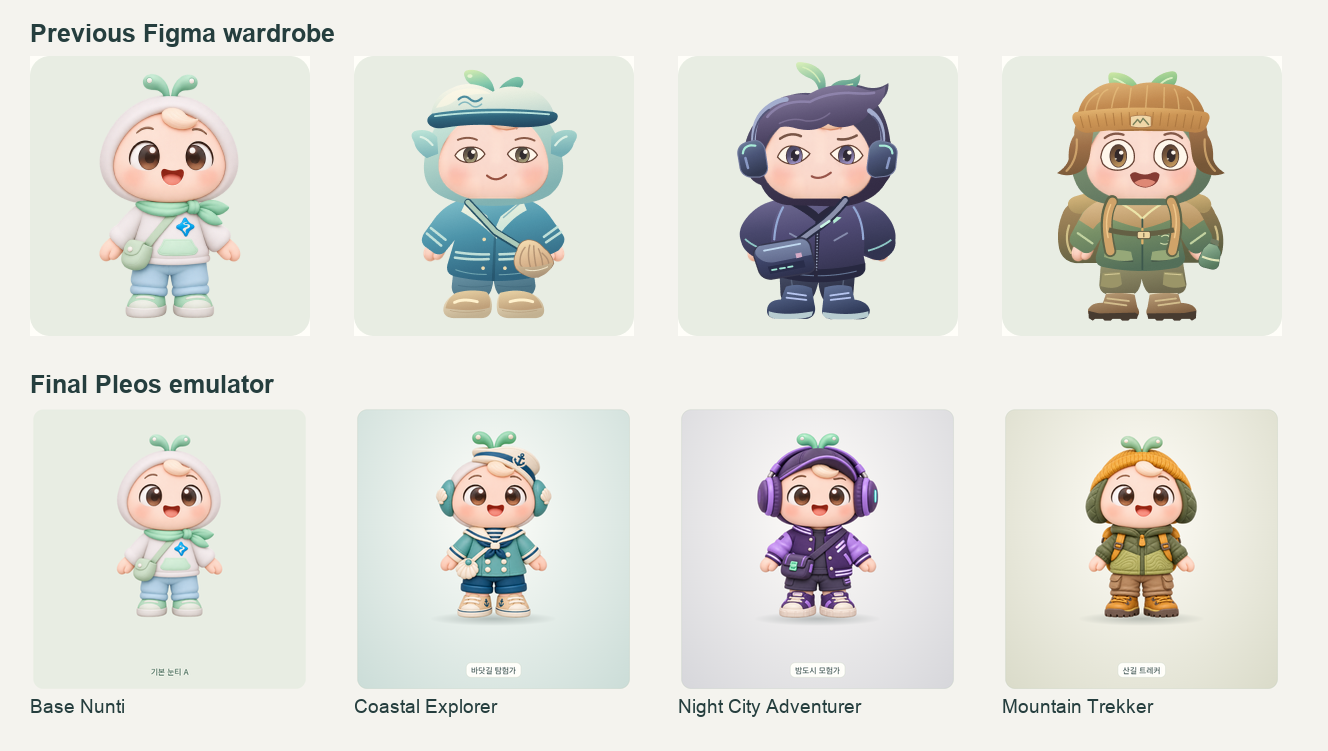 Previous Figma wardrobe
Final Pleos emulator
기본 눈티 A
바닷길 탐험가
밤도시 모험가
산길 트레커
Base Nunti
Coastal Explorer
Night City Adventurer
Mountain Trekker